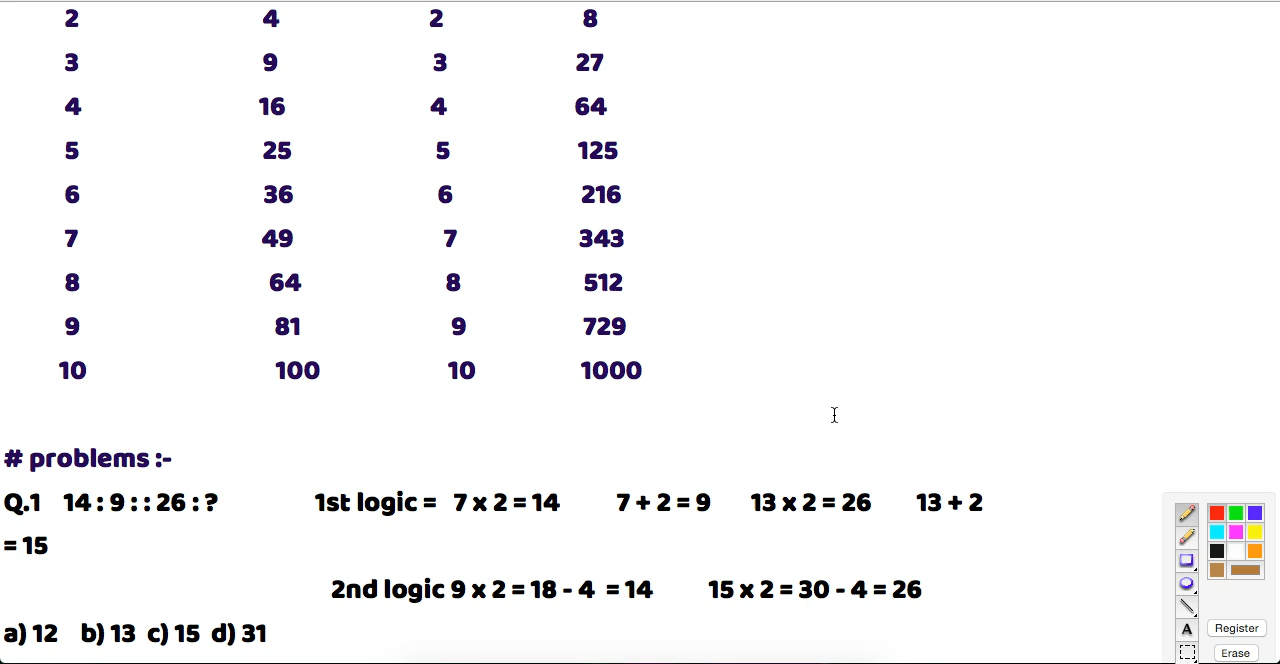 2 4 2 8
3 9 3 27
4 16 4 64
5 25 5 125
6 36 6 216
7 49 7 343
8 64 8 512
9 81 9 729
10 100 10 1000
# problems :-
Q.1 14 : 9 : : 26 : ? 1st logic = 7 x 2 = 14 7 + 2 = 9 13 x 2 = 26 13 + 2
= 15
2nd logic 9 x 2 = 18 - 4 = 14 15 x 2 = 30 - 4 = 26
a) 12 b) 13 c) 15 d) 31
A
Register
Erase